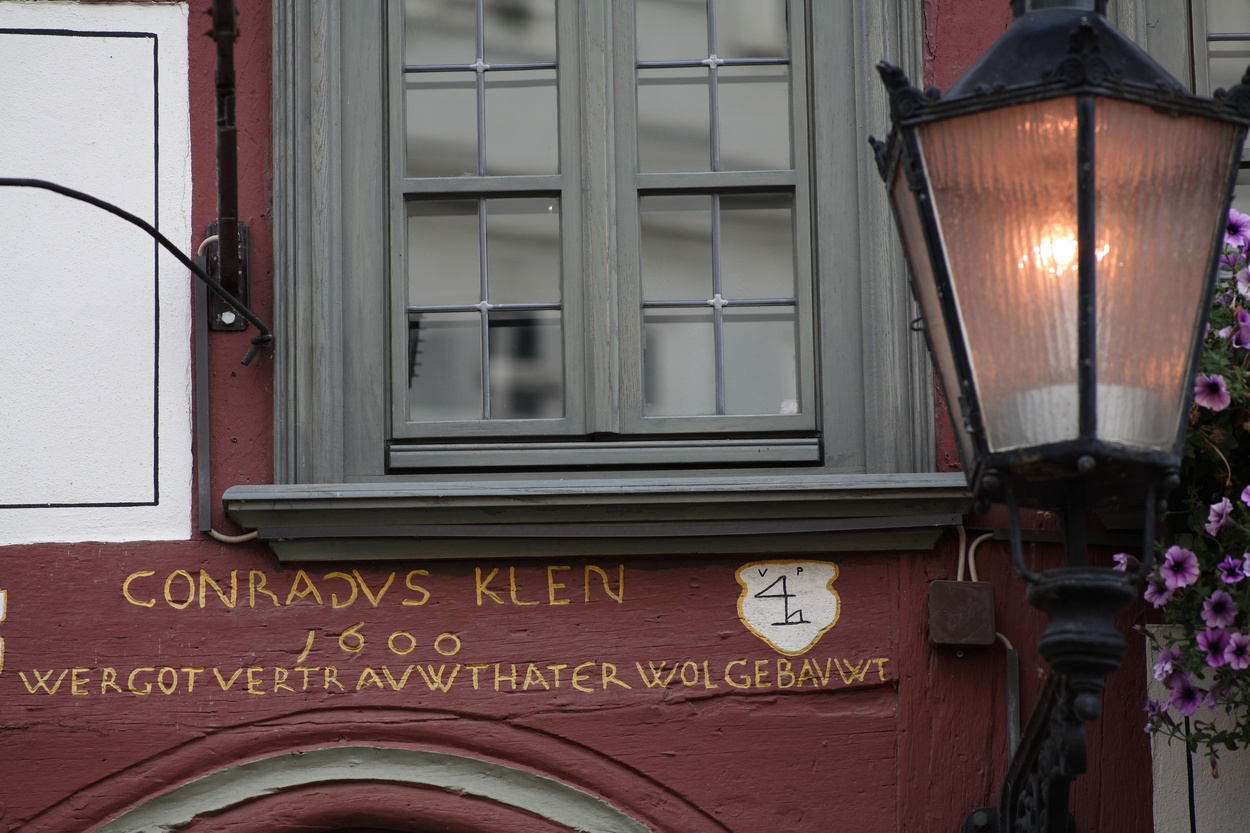 CONRADVS KLEN
V P
1600
WERGOTVERTRAVWTHATERWOLGEBAVWT